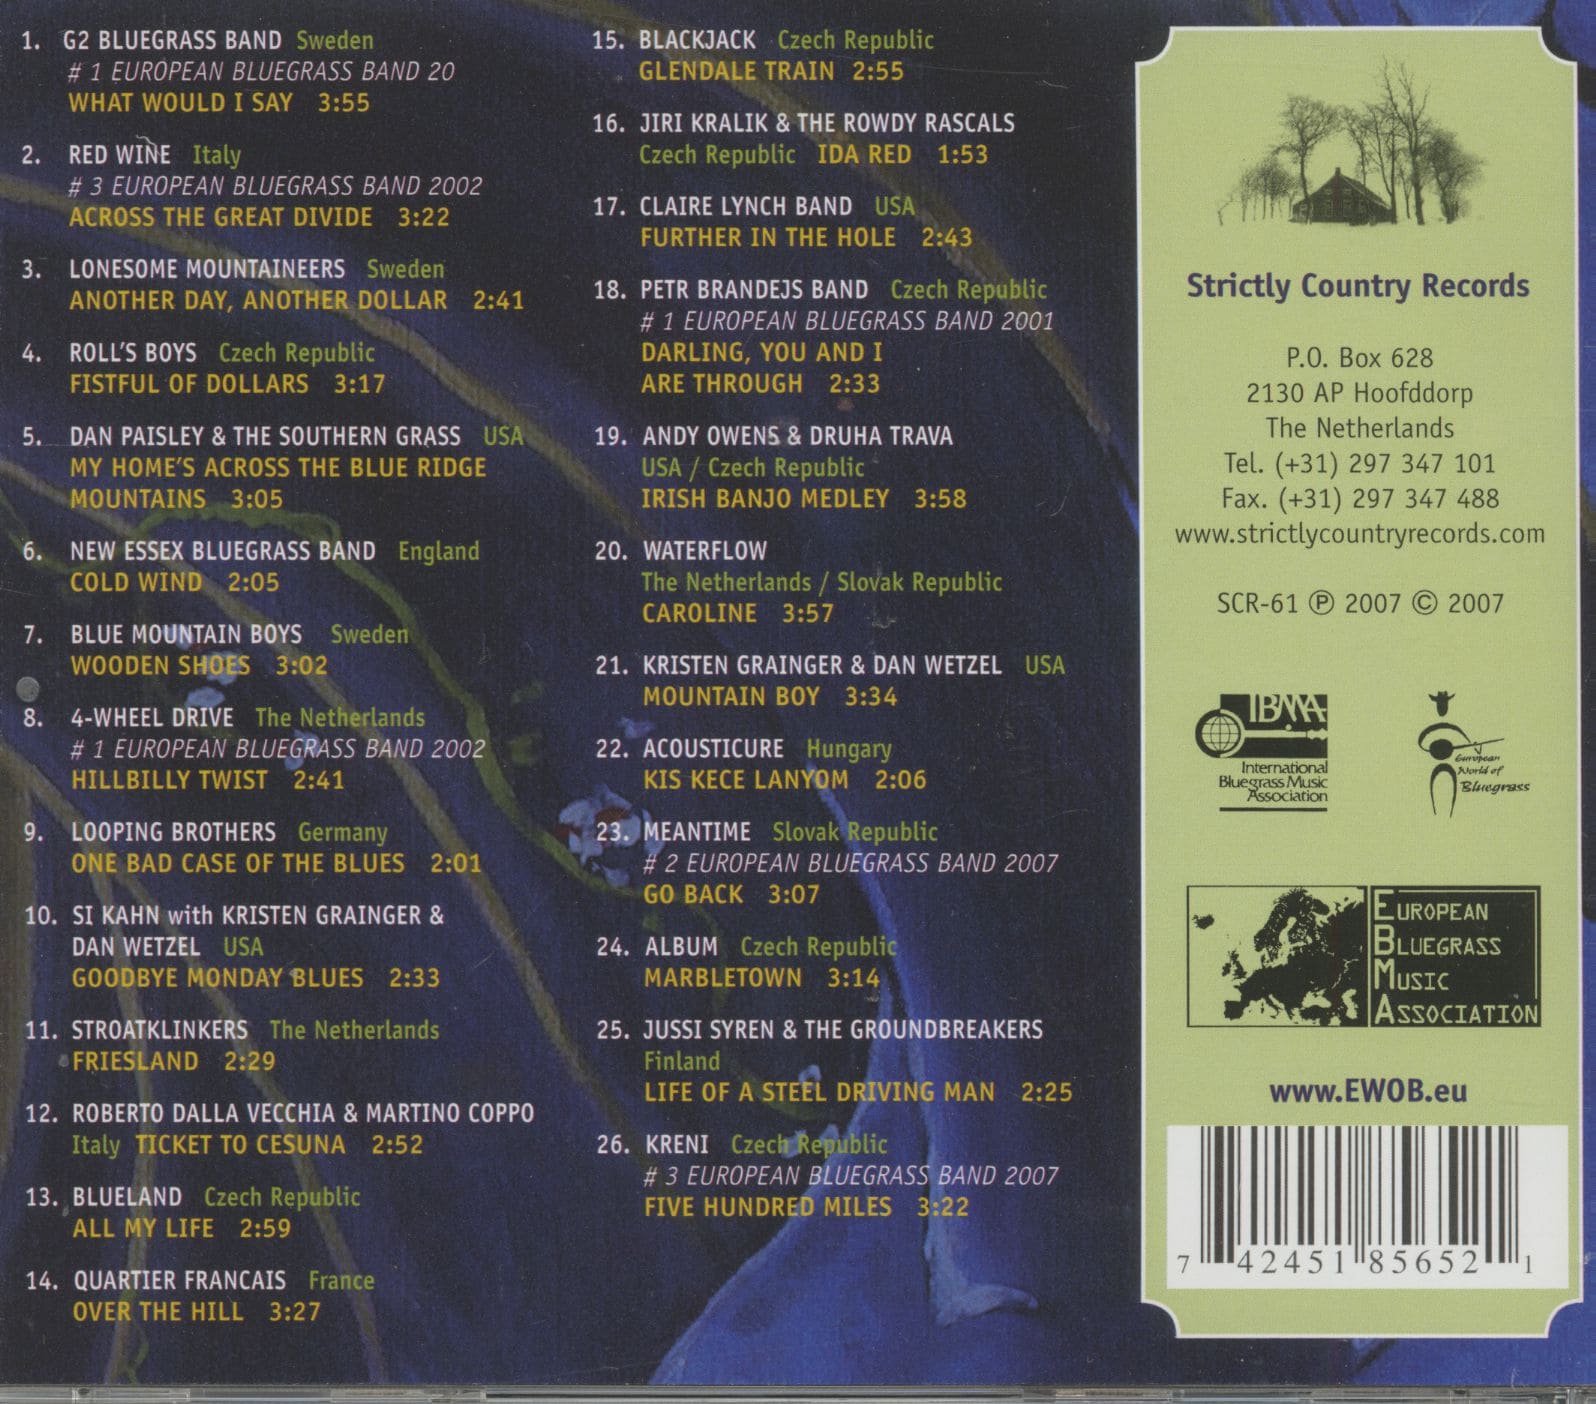 1. G2 BLUEGRASS BAND Sweden
# 1 EUROPEAN BLUEGRASS BAND 20
WHAT WOULD I SAY 3:55
2. RED WINE Italy
# 3 EUROPEAN BLUEGRASS BAND 2002
ACROSS THE GREAT DIVIDE 3:22
3. LONESOME MOUNTAINEERS Sweden
ANOTHER DAY, ANOTHER DOLLAR 2:41
4. ROLL'S BOYS Czech Republic
FISTFUL OF DOLLARS 3:17
5. DAN PAISLEY & THE SOUTHERN GRASS USA
MY HOME'S ACROSS THE BLUE RIDGE
MOUNTAINS 3:05
6. NEW ESSEX BLUEGRASS BAND England
COLD WIND 2:05
7. BLUE MOUNTAIN BOYS Sweden
WOODEN SHOES 3:02
8. 4-WHEEL DRIVE The Netherlands
# 1 EUROPEAN BLUEGRASS BAND 2002
HILLBILLY TWIST 2:41
9. LOOPING BROTHERS Germany
ONE BAD CASE OF THE BLUES 2:01
10. SI KAHN with KRISTEN GRAINGER &
DAN WETZEL USA
GOODBYE MONDAY BLUES 2:33
11. STROATKLINKERS The Netherlands
FRIESLAND 2:29
12. ROBERTO DALLA VECCHIA & MARTINO COPPO
Italy TICKET TO CESUNA 2:52
13. BLUELAND Czech Republic
ALL MY LIFE 2:59
14. QUARTIER FRANCAIS France
OVER THE HILL 3:27
15. BLACKJACK Czech Republic
GLENDALE TRAIN 2:55
16. JIRI KRALIK & THE ROWDY RASCALS
Czech Republic IDA RED 1:53
17. CLAIRE LYNCH BAND USA
FURTHER IN THE HOLE 2:43
18. PETR BRANDEJS BAND Czech Republic
# 1 EUROPEAN BLUEGRASS BAND 2001
DARLING, YOU AND I
ARE THROUGH 2:33
19. ANDY OWENS & DRUHA TRAVA
USA / Czech Republic
IRISH BANJO MEDLEY 3:58
20. WATERFLOW
The Netherlands / Slovak Republic
CAROLINE 3:57
21. KRISTEN GRAINGER & DAN WETZEL USA
MOUNTAIN BOY 3:34
22. ACOUSTICURE Hungary
KIS KECE LANYOM 2:06
23. MEANTIME Slovak Republic
# 2 EUROPEAN BLUEGRASS BAND 2007
GO BACK 3:07
24. ALBUM Czech Republic
MARBLETOWN 3:14
25. JUSSI SYREN & THE GROUNDBREAKERS
Finland
LIFE OF A STEEL DRIVING MAN 2:25
26. KRENI Czech Republic
# 3 EUROPEAN BLUEGRASS BAND 2007
FIVE HUNDRED MILES 3:22
Strictly Country Records
P.O. Box 628
2130 AP Hoofddorp
The Netherlands
Tel. (+31) 297 347 101
Fax. (+31) 297 347 488
www.strictlycountryrecords.com
SCR-61 ℗ 2007 © 2007
IBMA
International
Bluegrass Music
Association
European
World of
Bluegrass
EUROPEAN
BLUEGRASS
MUSIC
ASSOCIATION
www.EWOB.eu
7 42451 85652 1